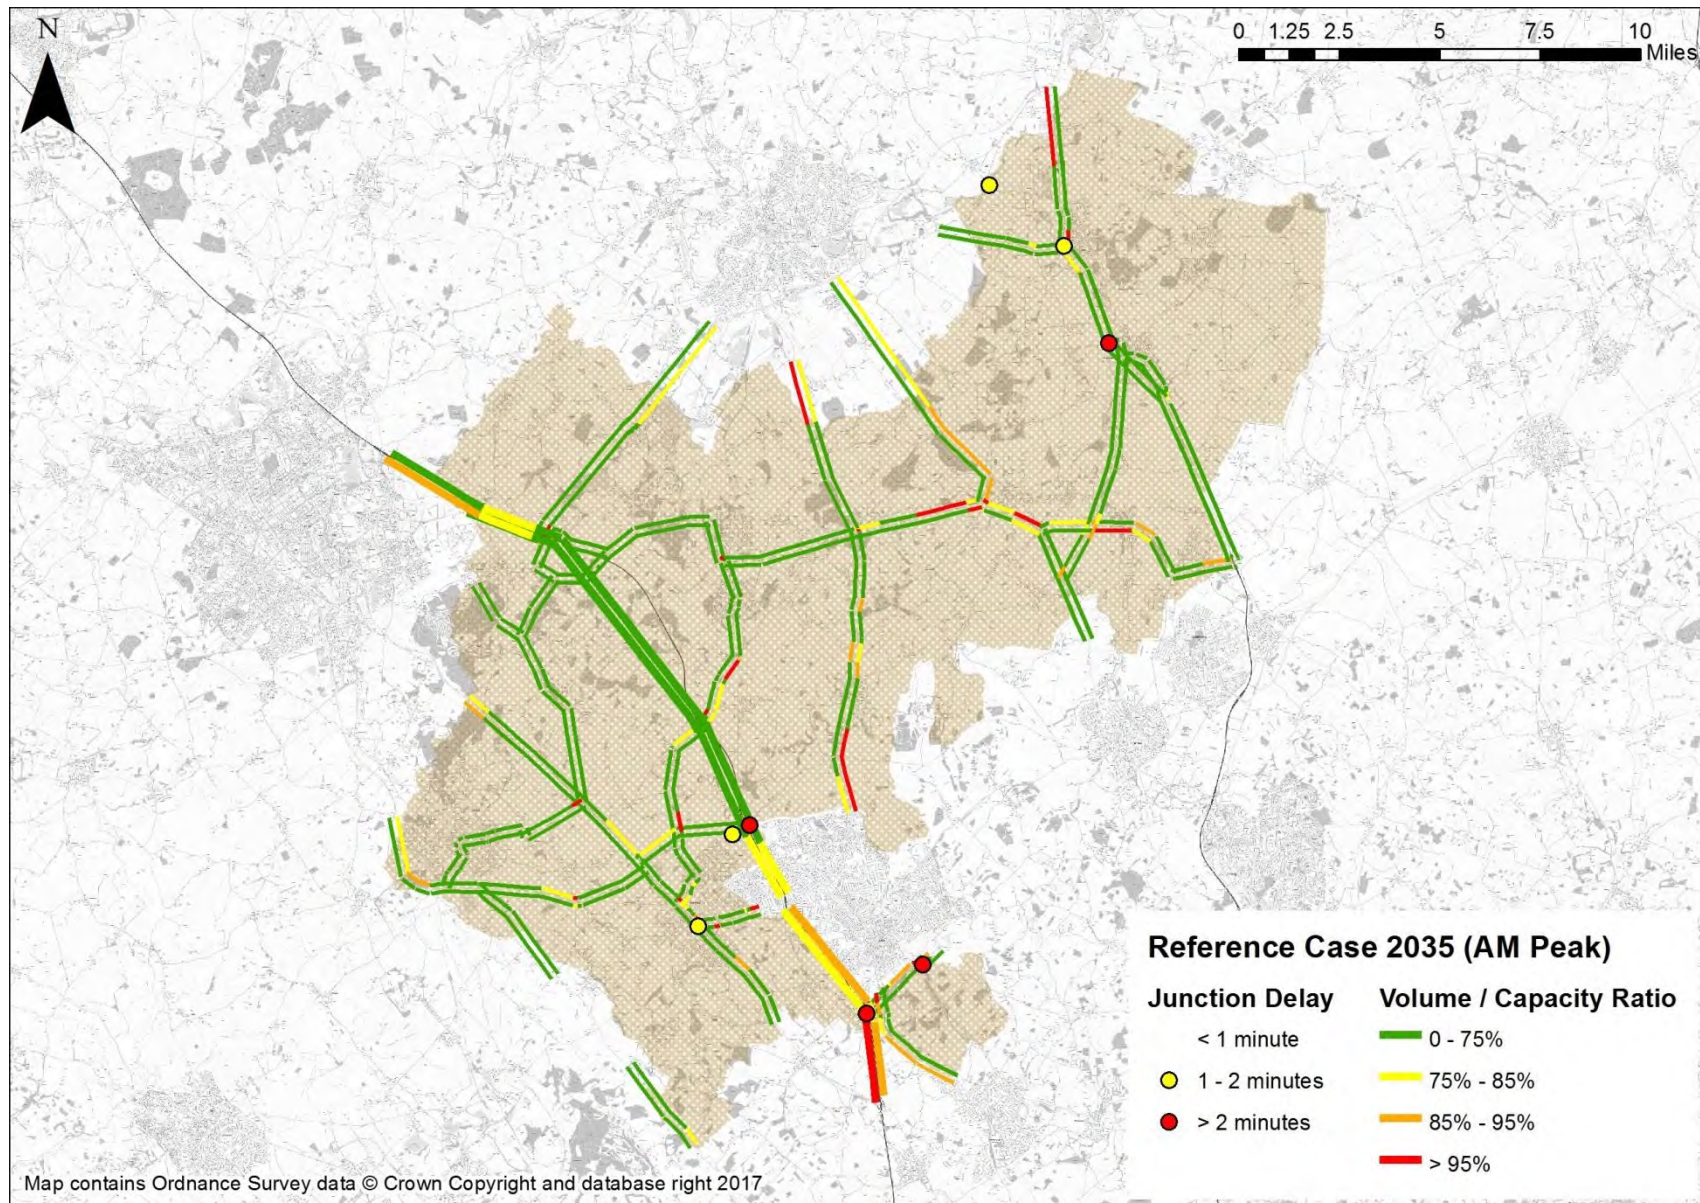 N
0 1.25 2.5 5 7.5 10
Miles
Reference Case 2035 (AM Peak)
Junction Delay
< 1 minute
1 - 2 minutes
> 2 minutes
Volume / Capacity Ratio
0 - 75%
75% - 85%
85% - 95%
> 95%
Map contains Ordnance Survey data © Crown Copyright and database right 2017